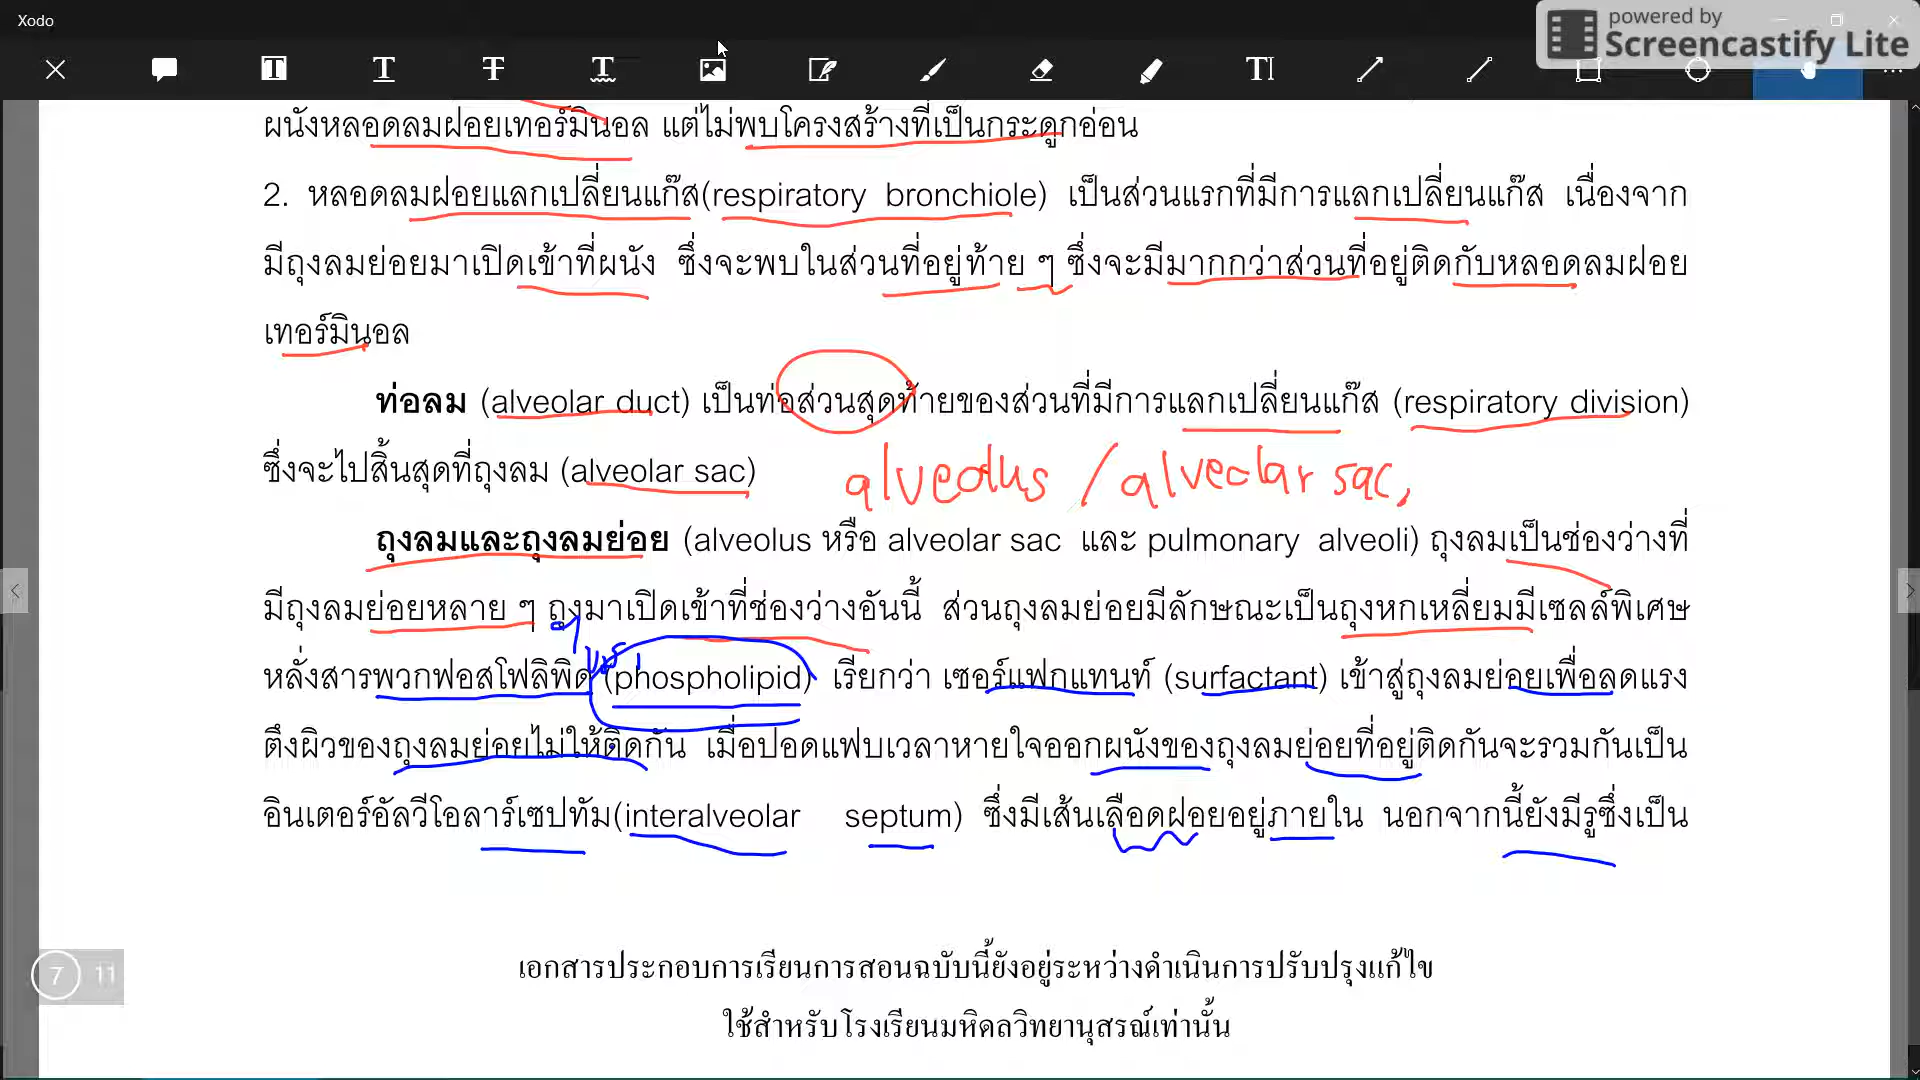 Xodo
powered by
Screencastify Lite
ผนังหลอดลมฝอยเทอร์มินอล แต่ไม่พบโครงสร้างที่เป็นกระดูกอ่อน
2. หลอดลมฝอยแลกเปลี่ยนแก๊ส(respiratory bronchiole) เป็นส่วนแรกที่มีการแลกเปลี่ยนแก๊ส เนื่องจาก
มีถุงลมย่อยมาเปิดเข้าที่ผนัง ซึ่งจะพบในส่วนที่อยู่ท้าย ๆ ซึ่งจะมีมากกว่าส่วนที่อยู่ติดกับหลอดลมฝอย
เทอร์มินอล
ท่อลม (alveolar duct) เป็นท่อส่วนสุดท้ายของส่วนที่มีการแลกเปลี่ยนแก๊ส (respiratory division)
ซึ่งจะไปสิ้นสุดที่ถุงลม (alveolar sac)
alveolus / alveolar sac,
ถุงลมและถุงลมย่อย (alveolus หรือ alveolar sac และ pulmonary alveoli) ถุงลมเป็นช่องว่างที่
มีถุงลมย่อยหลาย ๆ ถุงมาเปิดเข้าที่ช่องว่างอันนี้ ส่วนถุงลมย่อยมีลักษณะเป็นถุงหกเหลี่ยมมีเซลล์พิเศษ
หลั่งสารพวกฟอสโฟลิพิด (phospholipid) เรียกว่า เซอร์แฟกแทนท์ (surfactant) เข้าสู่ถุงลมย่อยเพื่อลดแรง
ตึงผิวของถุงลมย่อยไม่ให้ติดกัน เมื่อปอดแฟบเวลาหายใจออกผนังของถุงลมย่อยที่อยู่ติดกันจะรวมกันเป็น
อินเตอร์อัลวีโอลาร์เซปทัม(interalveolar septum) ซึ่งมีเส้นเลือดฝอยอยู่ภายใน นอกจากนี้ยังมีรูซึ่งเป็น
เอกสารประกอบการเรียนการสอนฉบับนี้ยังอยู่ระหว่างดำเนินการปรับปรุงแก้ไข
ใช้สำหรับโรงเรียนมหิดลวิทยานุสรณ์เท่านั้น
7 11